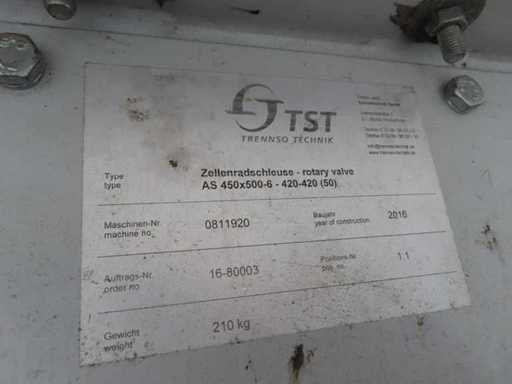 TST
TRENNSO TECHNIK
Type Zellenradschleuse - rotary valve
type AS 450x500-6 - 420-420 (50)
Maschinen-Nr. 0811920 Baujahr 2016
machine no. year of construction
Auftrags-Nr. 16-80003 Positions-Nr. 1.1
order no pos. no.
Gewicht 210 kg
weight